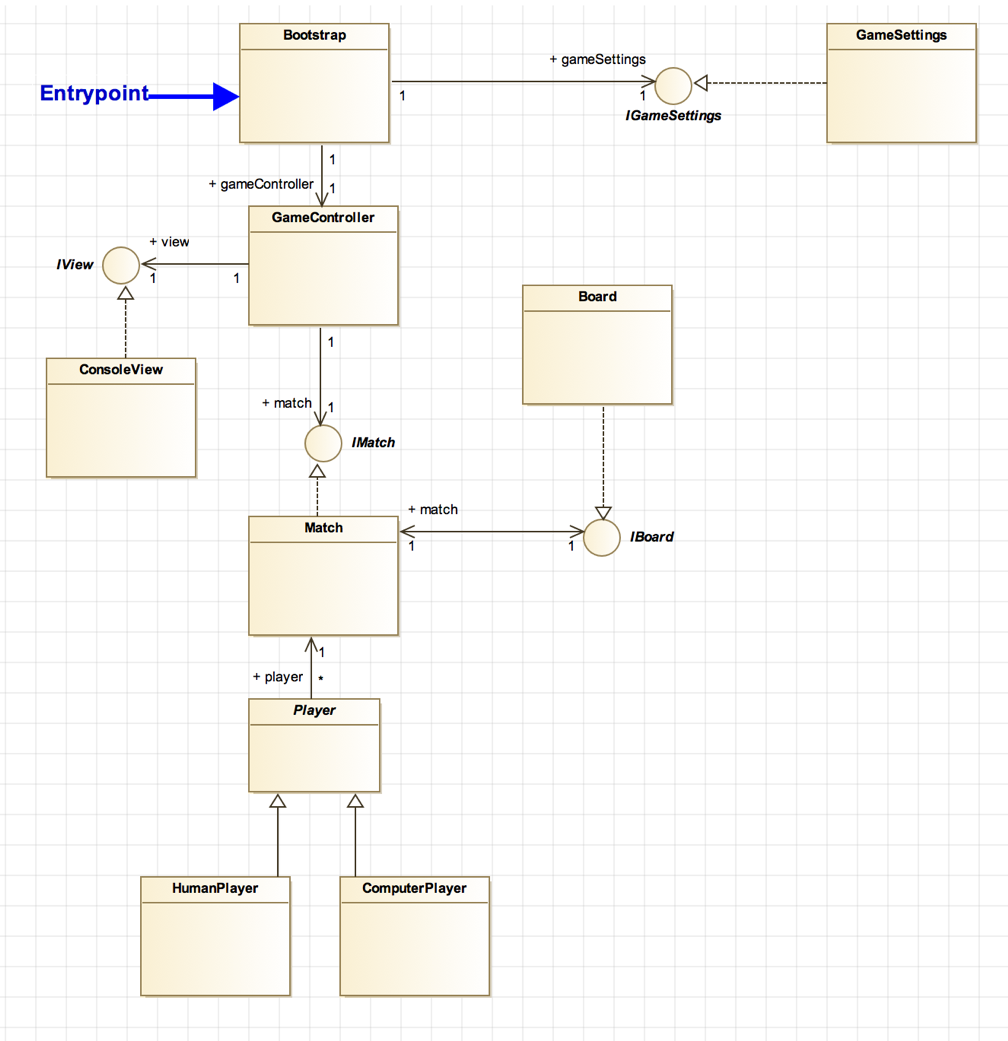 Bootstrap
GameSettings
+ gameSettings
Entrypoint
1
1
IGameSettings
1
+ gameController
1
GameController
+ view
IView
1
1
Board
1
ConsoleView
+ match
1
IMatch
+ match
Match
1
1
IBoard
1
+ player
*
Player
HumanPlayer
ComputerPlayer